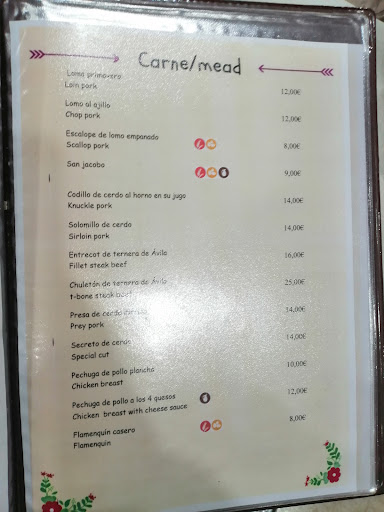 Carne/mead
Lomo primavera
Loin pork 12,00€
Lomo al ajillo
Chop pork 12,00€
Escalope de lomo empanado
Scallop pork 8,00€
San jacobo 9,00€
Codillo de cerdo al horno en su jugo
Knuckle pork 14,00€
Solomillo de cerdo
Sirloin pork 14,00€
Entrecot de ternera de Ávila
Fillet steak beef 16,00€
Chuletón de ternera de Ávila
t-bone steak beef 25,00€
Presa de cerdo
Prey pork 14,00€
Secreto de cerdo
Special cut 14,00€
Pechuga de pollo plancha
Chicken breast 10,00€
Pechuga de pollo a los 4 quesos
Chicken breast with cheese sauce 12,00€
Flamenquin casero
Flamenquin 8,00€